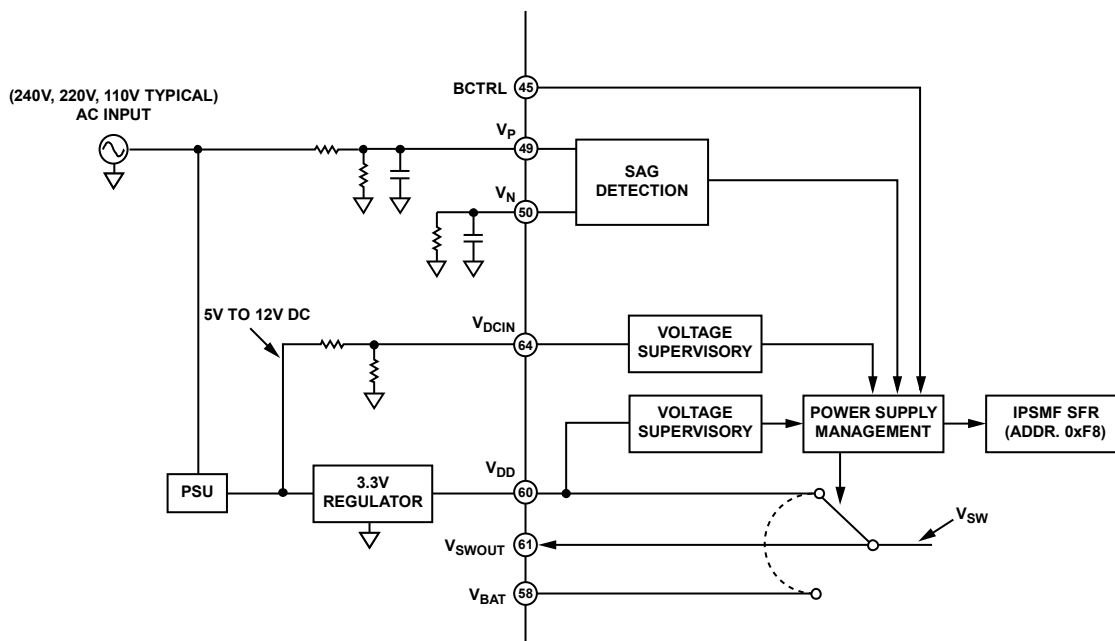 BCTRL
45
(240V, 220V, 110V TYPICAL)
AC INPUT
VP
49
SAG
DETECTION
VN
50
5V TO 12V DC
VDCIN
64
VOLTAGE
SUPERVISORY
VOLTAGE
SUPERVISORY
POWER SUPPLY
MANAGEMENT
IPSMF SFR
(ADDR. 0xF8)
PSU
3.3V
REGULATOR
VDD
60
VSW
VSWOUT
61
VBAT
58